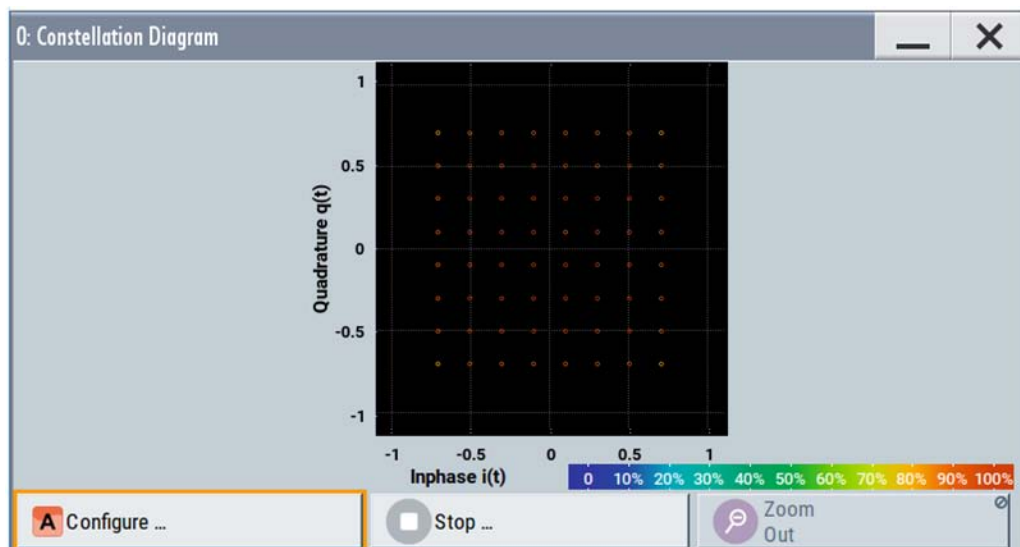 0: Constellation Diagram
1
0.5
0
-0.5
-1
Quadrature q(t)
-1 -0.5 0 0.5 1
Inphase i(t)
0 10% 20% 30% 40% 50% 60% 70% 80% 90% 100%
A Configure ...
Stop ...
Zoom
Out